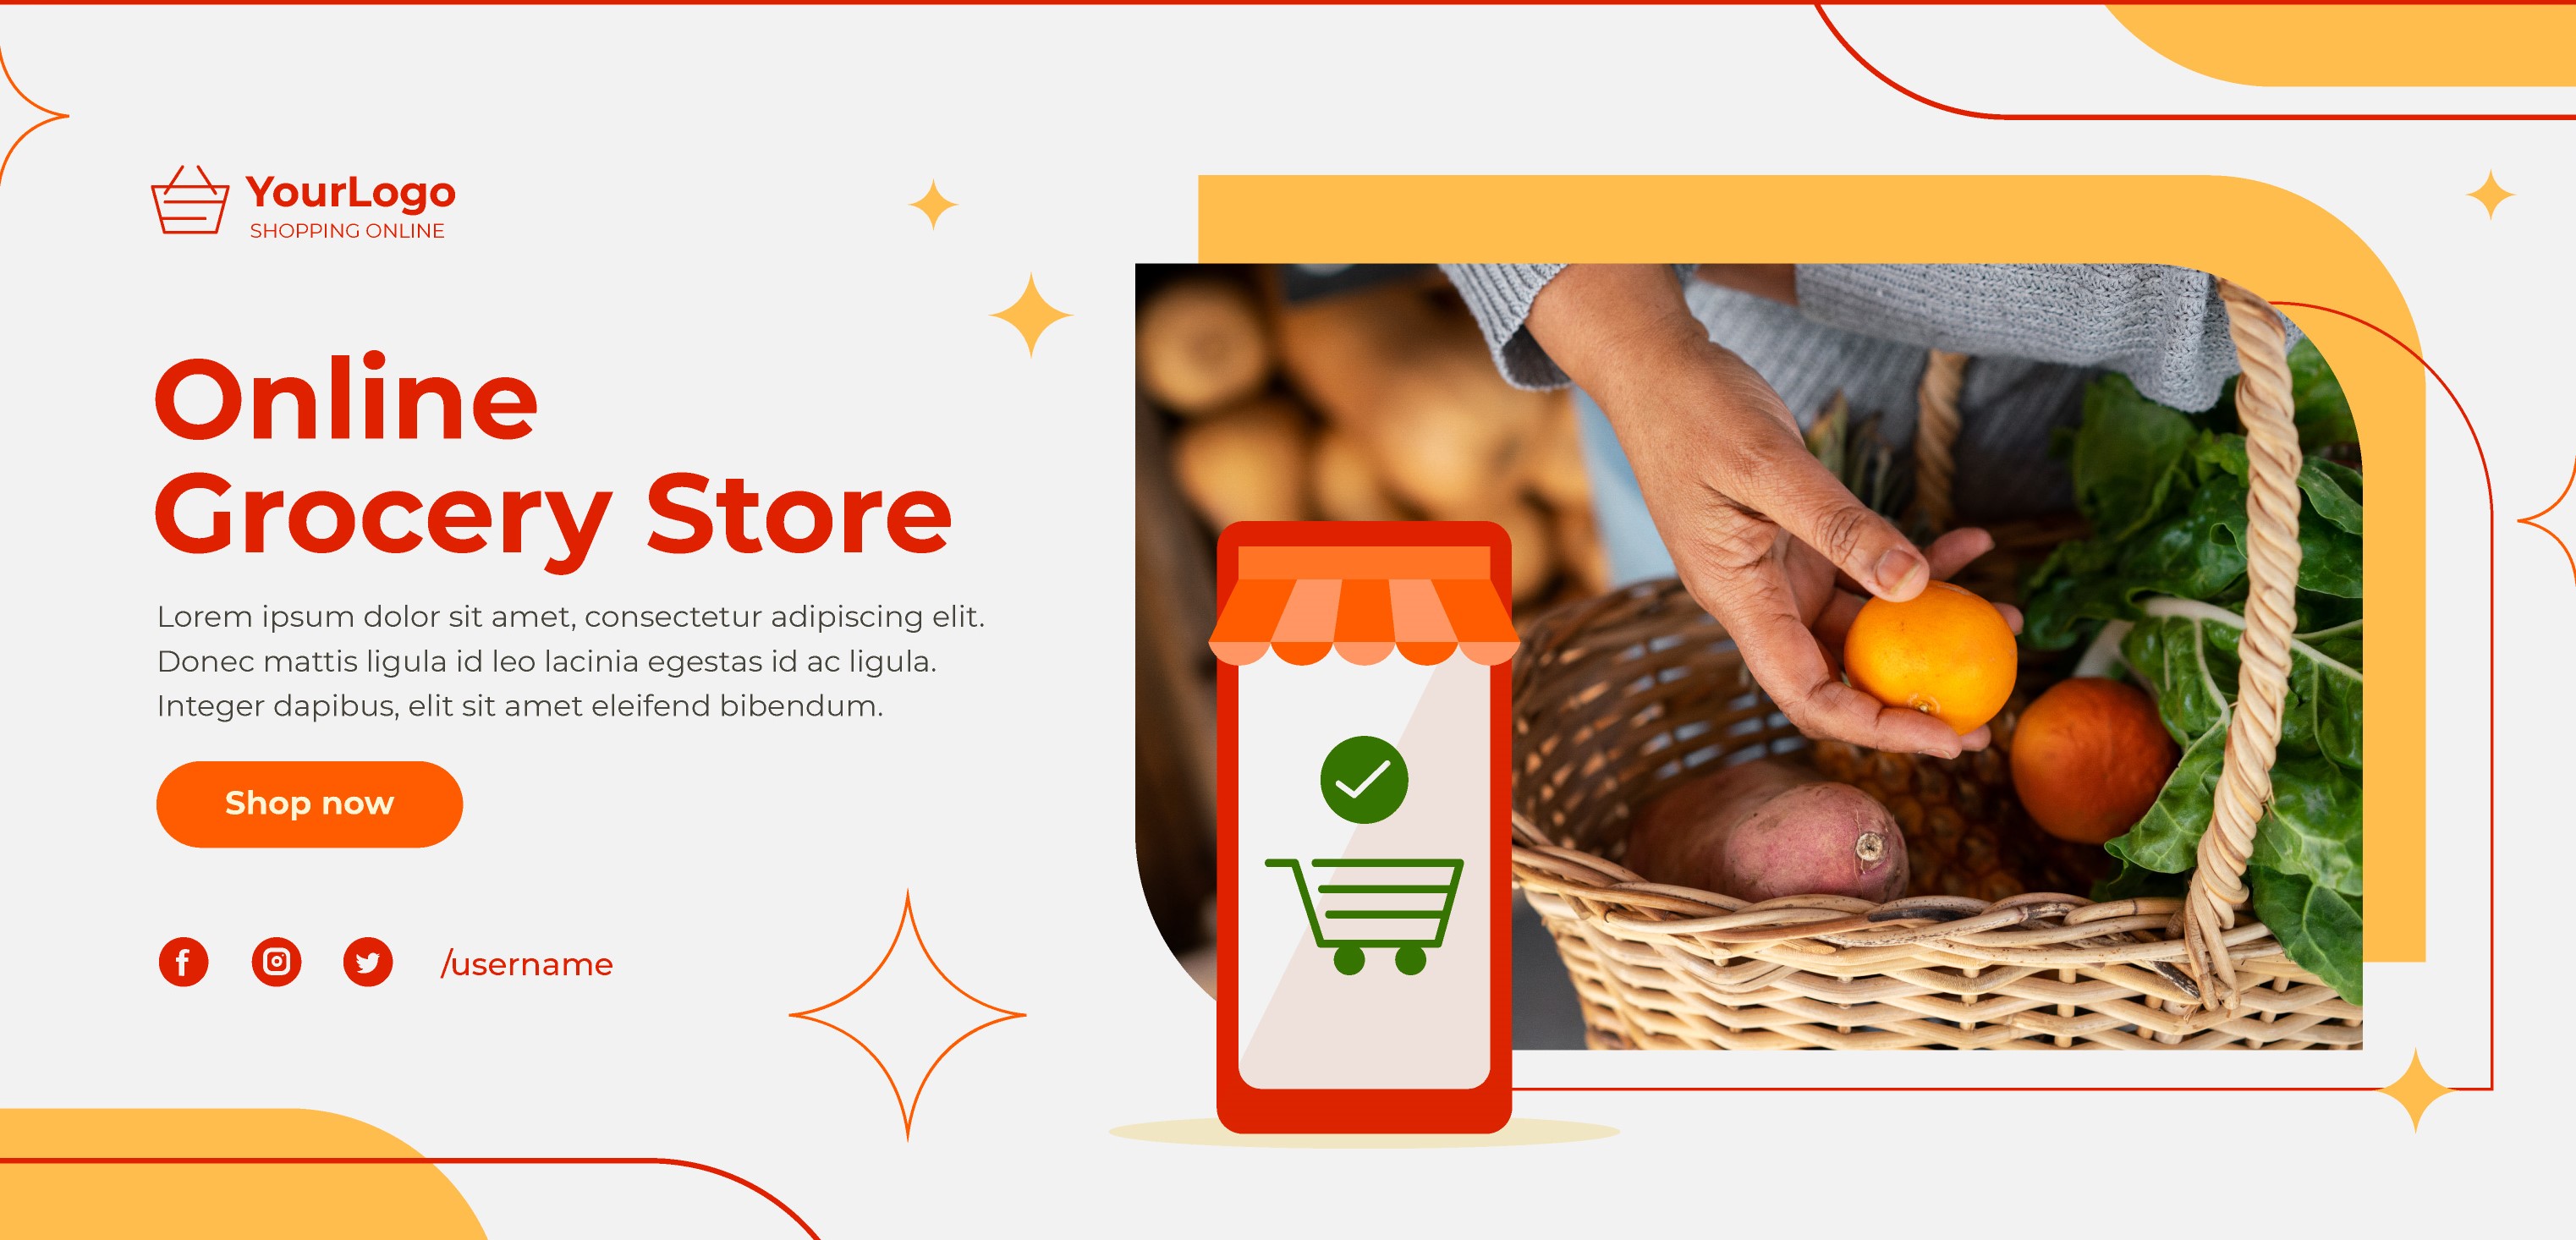 YourLogo
SHOPPING ONLINE
Online
Grocery Store
Lorem ipsum dolor sit amet, consectetur adipiscing elit.
Donec mattis ligula id leo lacinia egestas id ac ligula.
Integer dapibus, elit sit amet eleifend bibendum.
Shop now
/username